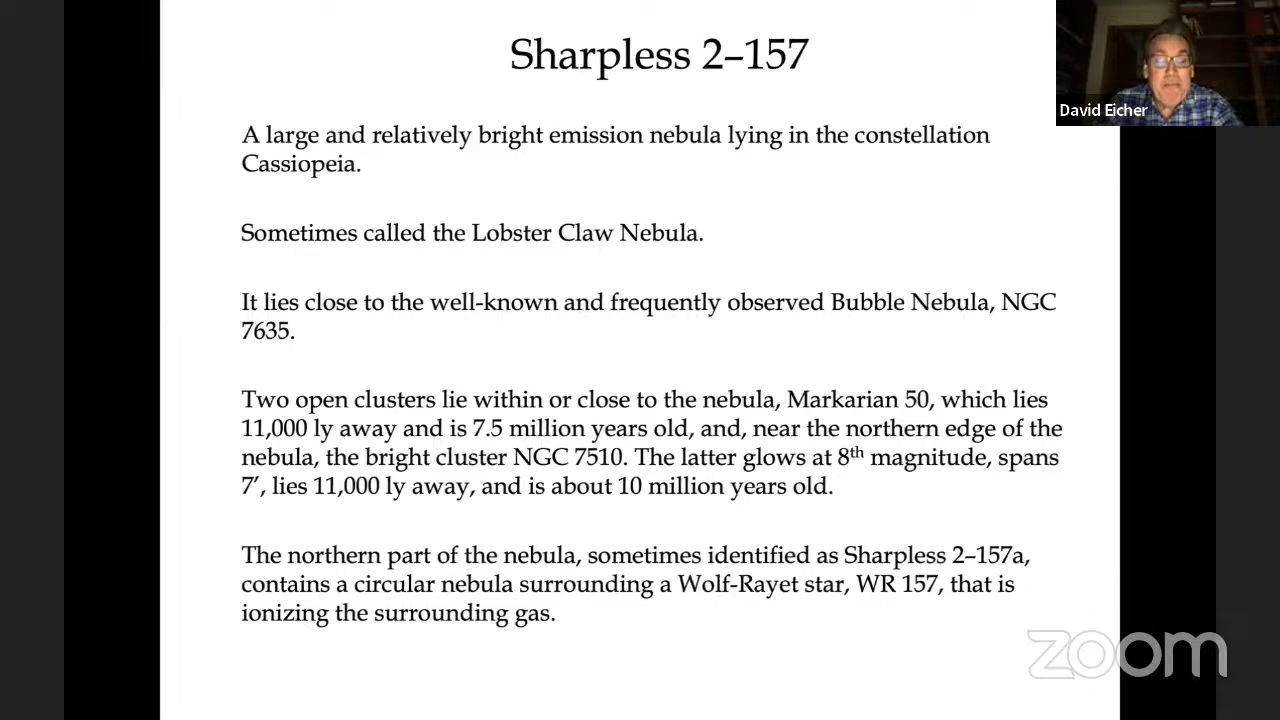 Sharpless 2–157
David Eicher
A large and relatively bright emission nebula lying in the constellation
Cassiopeia.
Sometimes called the Lobster Claw Nebula.
It lies close to the well-known and frequently observed Bubble Nebula, NGC
7635.
Two open clusters lie within or close to the nebula, Markarian 50, which lies
11,000 ly away and is 7.5 million years old, and, near the northern edge of the
nebula, the bright cluster NGC 7510. The latter glows at 8th magnitude, spans
7′, lies 11,000 ly away, and is about 10 million years old.
The northern part of the nebula, sometimes identified as Sharpless 2–157a,
contains a circular nebula surrounding a Wolf-Rayet star, WR 157, that is
ionizing the surrounding gas.
zoom